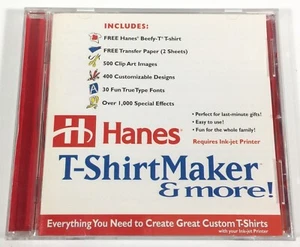 INCLUDES:
FREE Hanes® Beefy-T® T-shirt
FREE Transfer Paper (2 Sheets)
500 Clip Art Images
400 Customizable Designs
30 Fun TrueType Fonts
Over 1,000 Special Effects
• Perfect for last-minute gifts!
• Easy to use!
• Fun for the whole family!
Requires Ink-jet Printer
H Hanes®
T-ShirtMaker
& more!
Everything You Need to Create Great Custom T-Shirts
with your Ink-jet Printer